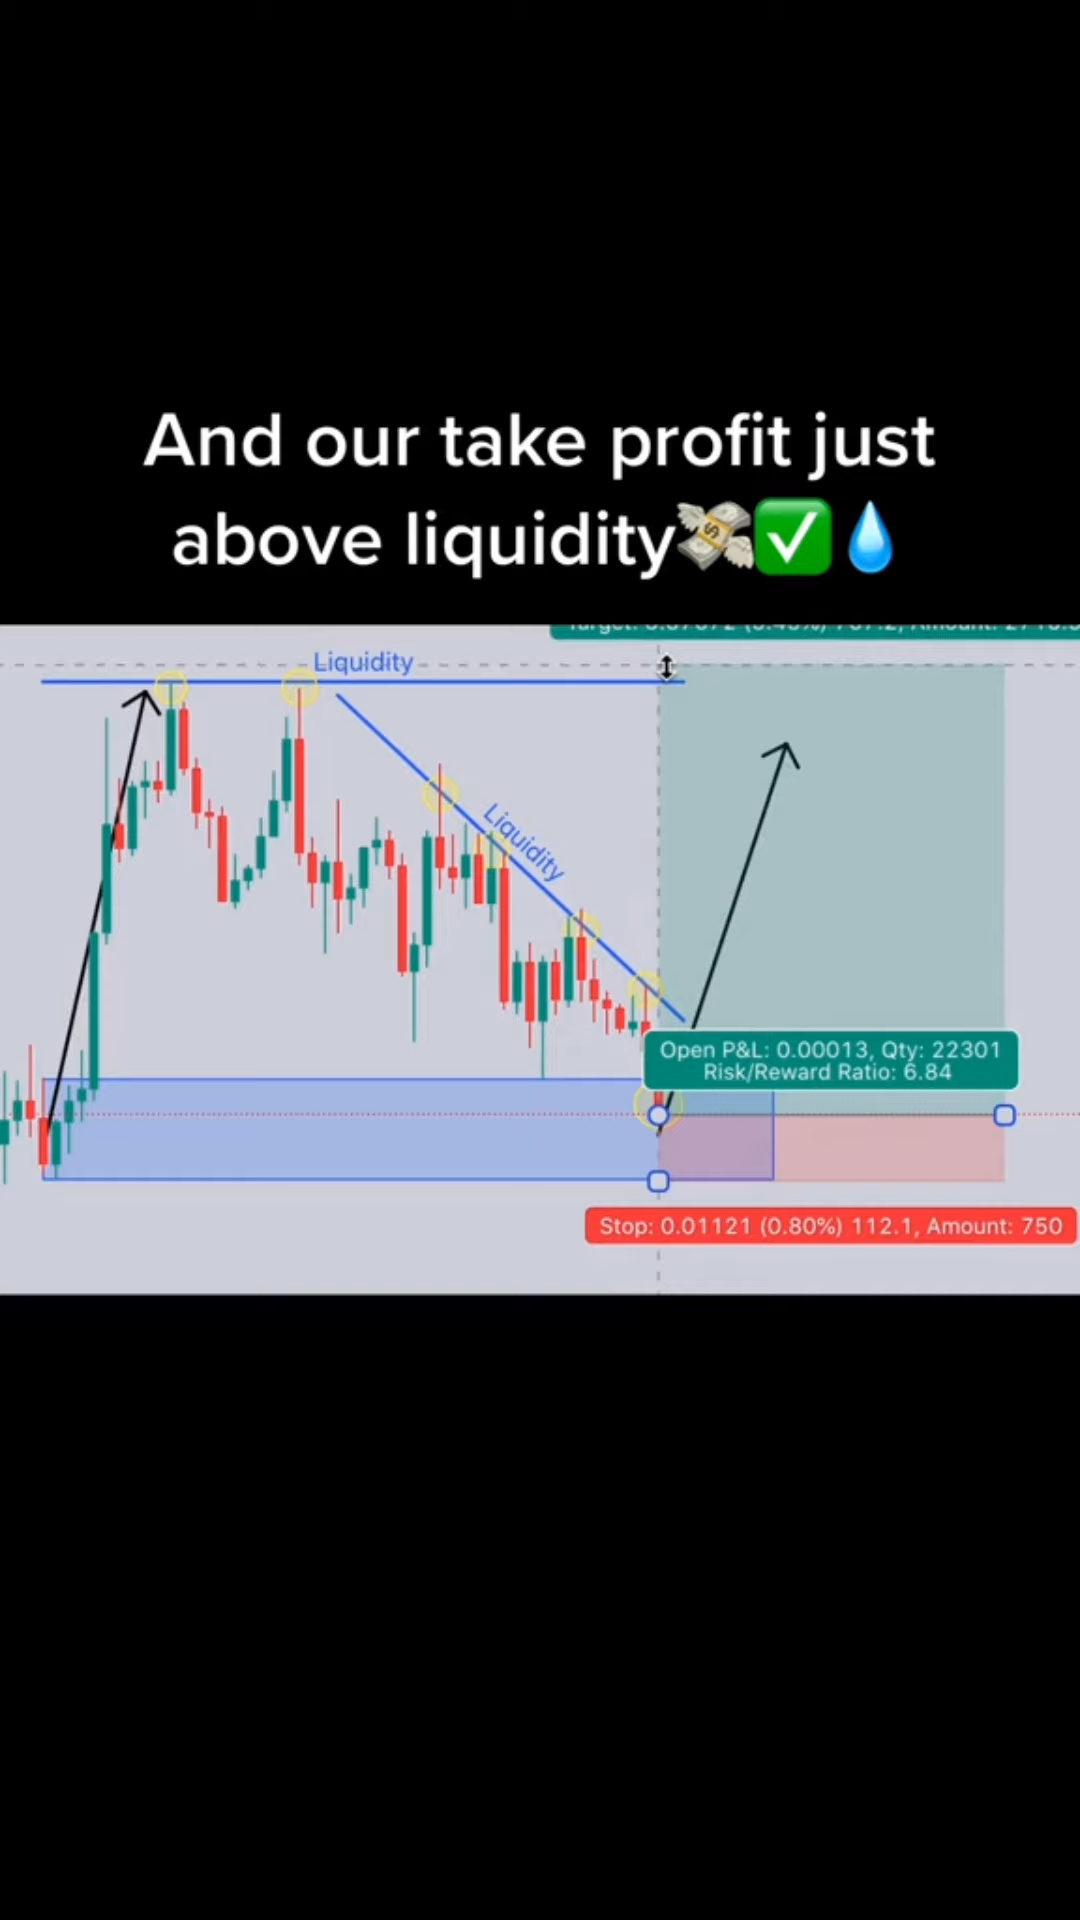 And our take profit just
above liquidity💸✅💧
Liquidity
Liquidity
Open P&L: 0.00013, Qty: 22301
Risk/Reward Ratio: 6.84
Stop: 0.01121 (0.80%) 112.1, Amount: 750